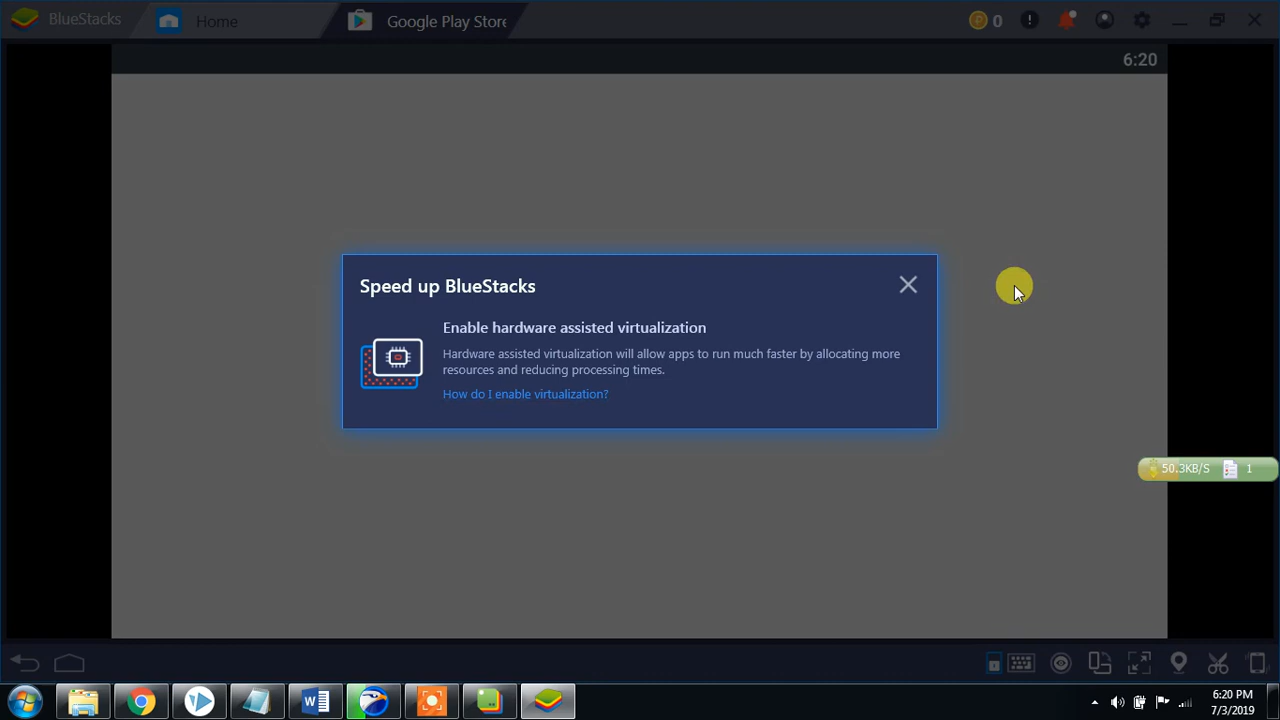 BlueStacks
Home
Google Play Store
0
6:20
Speed up BlueStacks
Enable hardware assisted virtualization
Hardware assisted virtualization will allow apps to run much faster by allocating more
resources and reducing processing times.
How do I enable virtualization?
50.3KB/S 1
6:20 PM
7/3/2019